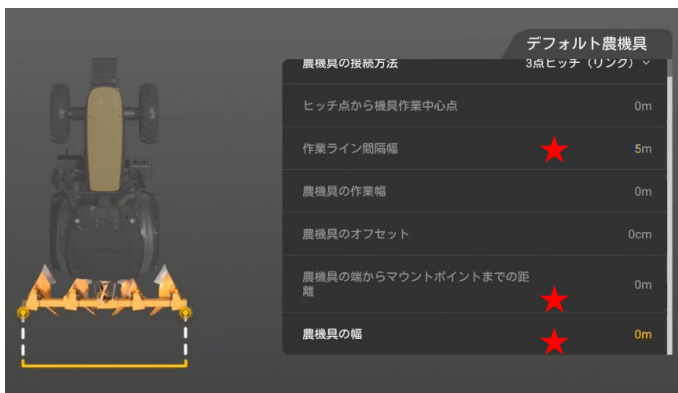 デフォルト農機具
農機具の接続方法 3点ヒッチ（リンク）
ヒッチ点から機具作業中心点 0m
作業ライン間隔幅 5m
農機具の作業幅 0m
農機具のオフセット 0cm
農機具の端からマウントポイントまでの距
離 0m
農機具の幅 0m